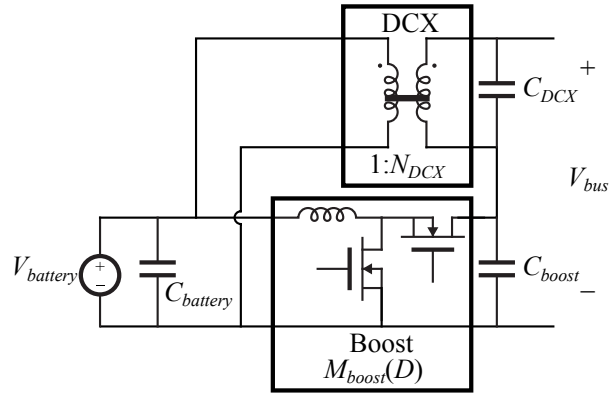 DCX
+
C_DCX
1:N_DCX
V_bus
V_battery
+
−
C_battery
C_boost
−
Boost
M_boost(D)